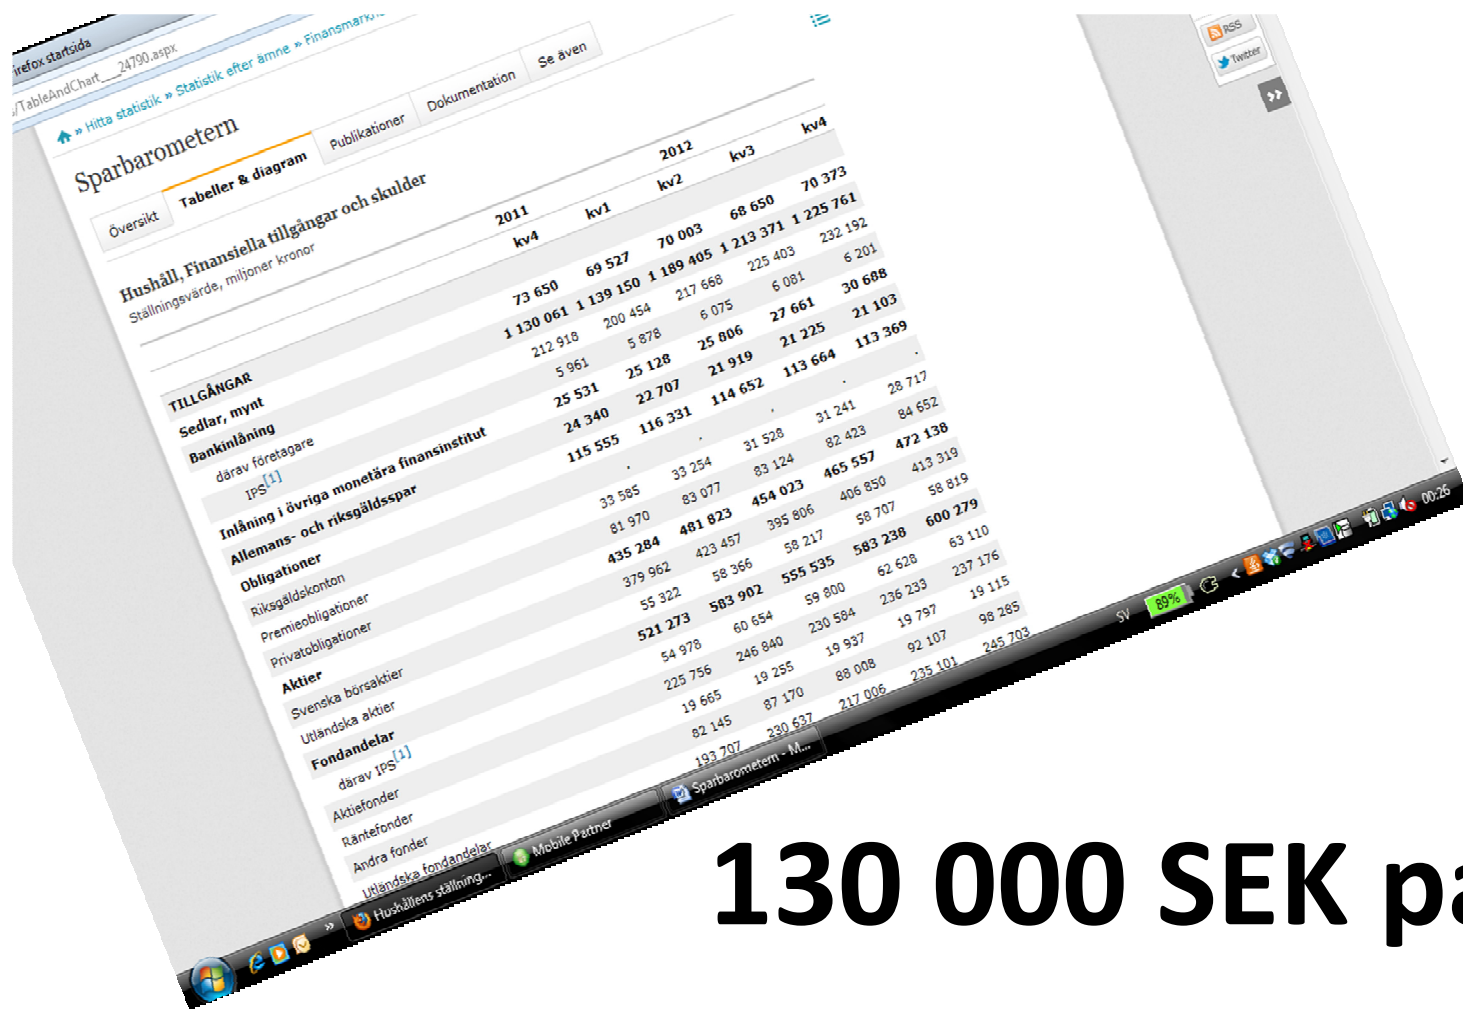 irefox startsida
s/TableAndChart____24790.aspx
» Hitta statistik » Statistik efter ämne » Finansmarkn
RSS
Twitter
Sparbarometern
Översikt Tabeller & diagram Publikationer Dokumentation Se även
Hushåll, Finansiella tillgångar och skulder
Ställningsvärde, miljoner kronor
2011 2012
kv4 kv1 kv2 kv3 kv4
TILLGÅNGAR
Sedlar, mynt 73 650 69 527 70 003 68 650 70 373
Bankinlåning 1 130 061 1 139 150 1 189 405 1 213 371 1 225 761
därav företagare 212 918 200 454 217 668 225 403 232 192
IPS[1] 5 961 5 878 6 075 6 081 6 201
Inlåning i övriga monetära finansinstitut 25 531 25 128 25 806 27 661 30 688
Allemans- och riksgäldsspar 24 340 22 707 21 919 21 225 21 103
Obligationer 115 555 116 331 114 652 113 664 113 369
Riksgäldskonton . . . . .
Premieobligationer 33 585 33 254 31 528 31 241 28 717
Privatobligationer 81 970 83 077 83 124 82 423 84 652
Aktier 435 284 481 823 454 023 465 557 472 138
Svenska börsaktier 379 962 423 457 395 806 406 850 413 319
Utländska aktier 55 322 58 366 58 217 58 707 58 819
Fondandelar 521 273 583 902 555 535 583 238 600 279
därav IPS[1] 54 978 60 654 59 800 62 628 63 110
Aktiefonder 225 756 246 840 230 584 236 233 237 176
Räntefonder 19 665 19 255 19 937 19 797 19 115
Andra fonder 82 145 87 170 88 008 92 107 98 285
Utländska fondandelar 193 707 230 637 217 006 235 101 245 703
» Hushållens ställning... Mobile Partner Sparbarometern - M... SV 89% < 00:26
130 000 SEK pa